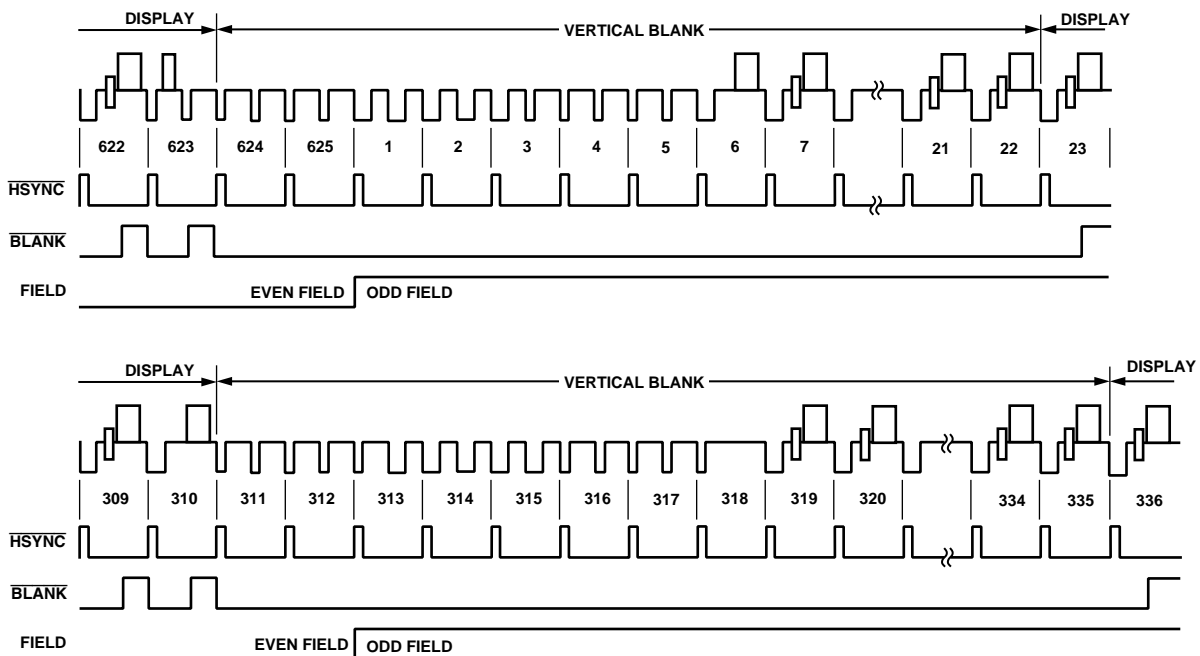 DISPLAY VERTICAL BLANK DISPLAY
622 623 624 625 1 2 3 4 5 6 7 21 22 23
HSYNC
BLANK
FIELD EVEN FIELD ODD FIELD
DISPLAY VERTICAL BLANK DISPLAY
309 310 311 312 313 314 315 316 317 318 319 320 334 335 336
HSYNC
BLANK
FIELD EVEN FIELD ODD FIELD